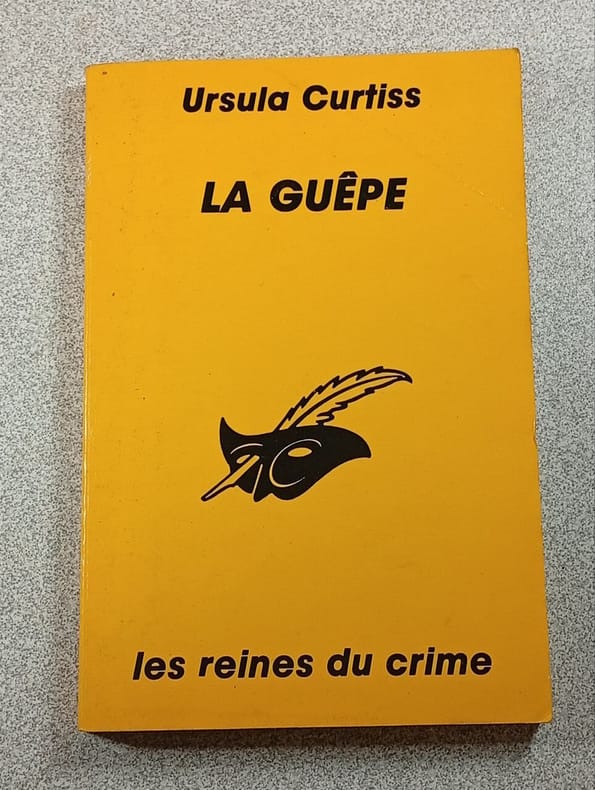 Ursula Curtiss
LA GUÊPE
les reines du crime